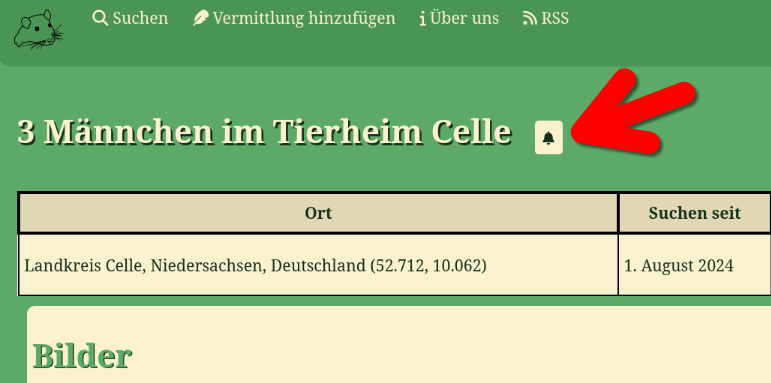 Suchen Vermittlung hinzufügen Über uns RSS
3 Männchen im Tierheim Celle
Ort Suchen seit
Landkreis Celle, Niedersachsen, Deutschland (52.712, 10.062) 1. August 2024
Bilder